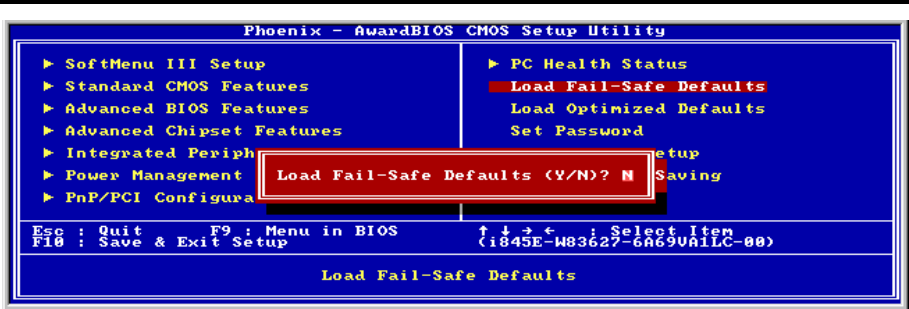 Phoenix - AwardBIOS CMOS Setup Utility
► SoftMenu III Setup
► Standard CMOS Features
► Advanced BIOS Features
► Advanced Chipset Features
► Integrated Periph
► Power Management
► PnP/PCI Configura
► PC Health Status
Load Fail-Safe Defaults
Load Optimized Defaults
Set Password
etup
Saving
Load Fail-Safe Defaults (Y/N)? N
Esc : Quit F9 : Menu in BIOS ↑ ↓ → ← : Select Item
F10 : Save & Exit Setup (i845E-W83627-6A69VA1LC-00)
Load Fail-Safe Defaults